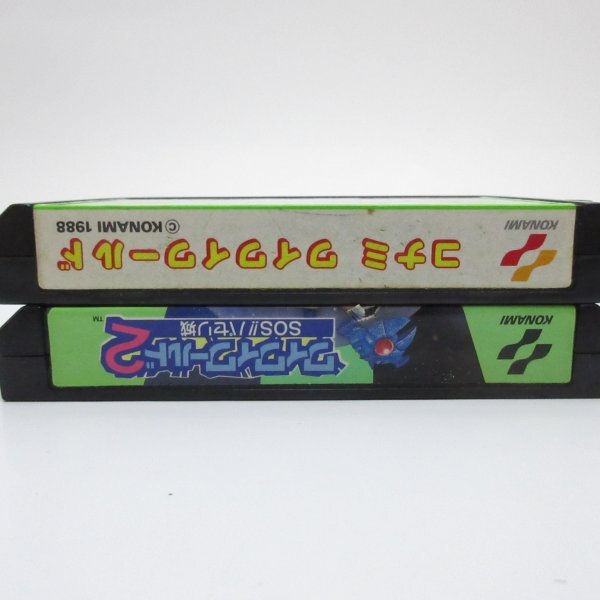 KONAMI
コナミ ワイワイワールド
© KONAMI 1988
KONAMI
ワイワイワールド2
SOS!! パセリ城
™